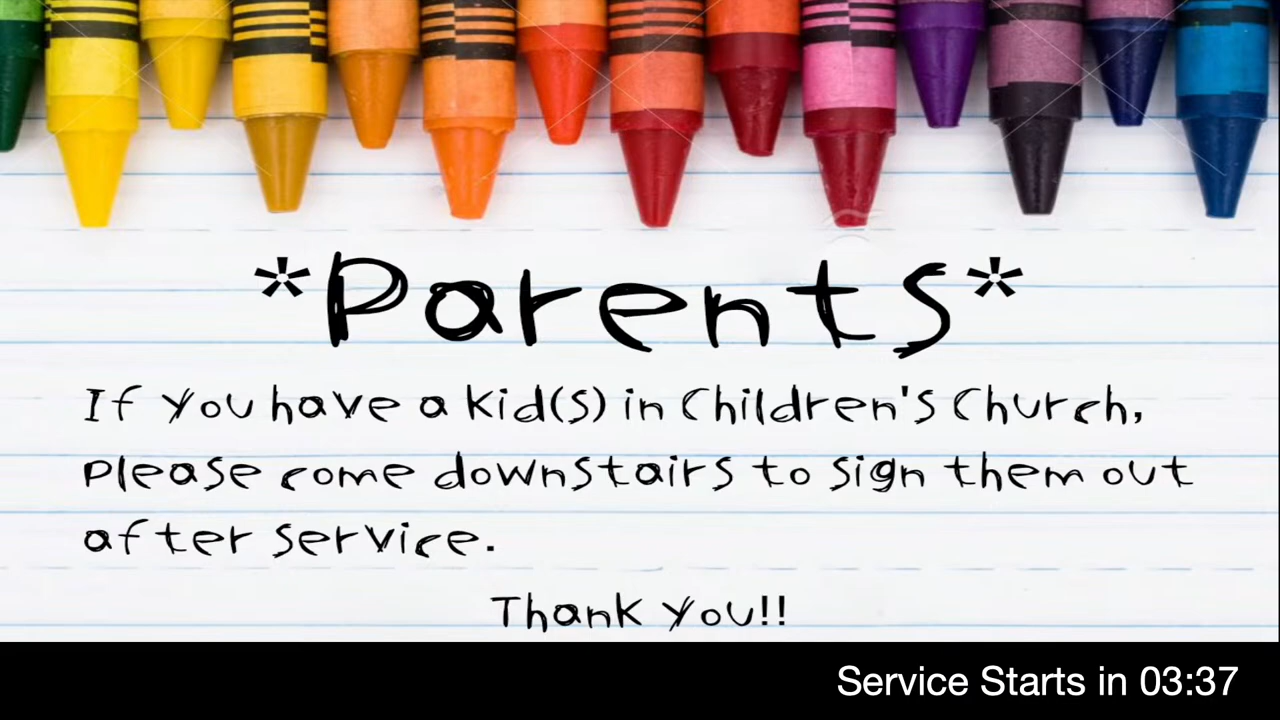 *Parents*
If you have a kid(s) in Children's Church,
please come downstairs to sign them out
after service.
Thank you!!
Service Starts in 03:37